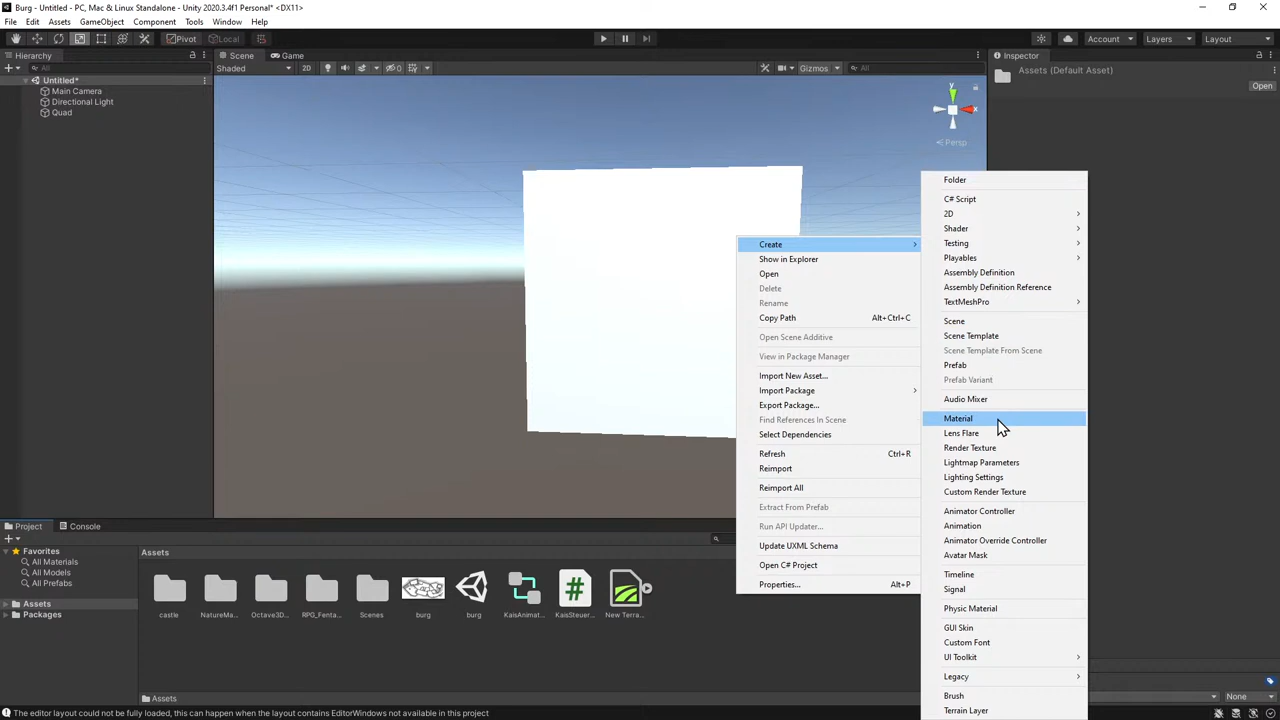 Burg - Untitled - PC, Mac & Linux Standalone - Unity 2020.3.4f1 Personal* <DX11>
File Edit Assets GameObject Component Tools Window Help
Pivot Local Account Layers Layout
Hierarchy Scene Game Inspector
All Shaded 2D 0 Gizmos All Assets (Default Asset)
Untitled* Open
Main Camera
Directional Light
Quad
y
x
Persp
Create
Show in Explorer
Open
Delete
Rename
Copy Path Alt+Ctrl+C
Open Scene Additive
View in Package Manager
Import New Asset...
Import Package
Export Package...
Find References In Scene
Select Dependencies
Refresh Ctrl+R
Reimport
Reimport All
Extract From Prefab
Run API Updater...
Update UXML Schema
Open C# Project
Properties... Alt+P
Folder
C# Script
2D
Shader
Testing
Playables
Assembly Definition
Assembly Definition Reference
TextMeshPro
Scene
Scene Template
Scene Template From Scene
Prefab
Prefab Variant
Audio Mixer
Material
Lens Flare
Render Texture
Lightmap Parameters
Lighting Settings
Custom Render Texture
Animator Controller
Animation
Animator Override Controller
Avatar Mask
Timeline
Signal
Physic Material
GUI Skin
Custom Font
UI Toolkit
Legacy
Brush
Terrain Layer
Project Console
Favorites
All Materials
All Models
All Prefabs
Assets
Packages
Assets
castle NatureMa... Octave3D... RPG_Fenta... Scenes burg burg KaisAnimat... KaisSteuer... New Terra...
Assets
None
The editor layout could not be fully loaded, this can happen when the layout contains EditorWindows not available in this project